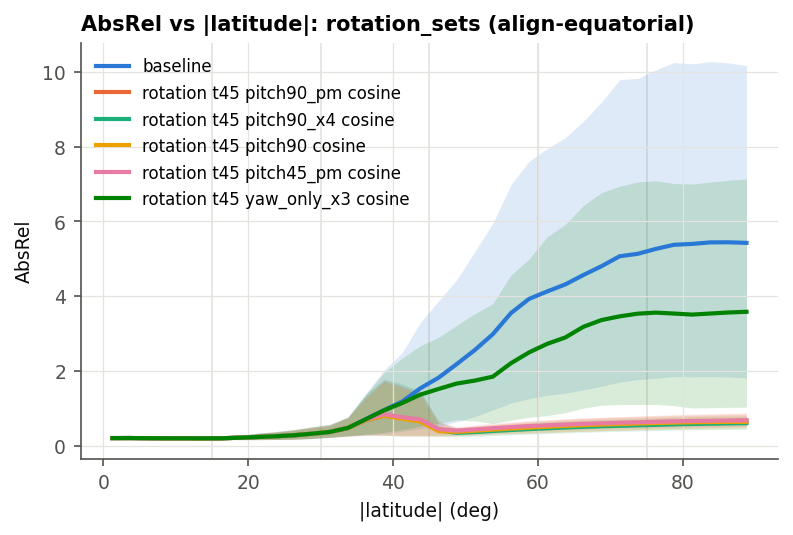 AbsRel vs |latitude|: rotation_sets (align-equatorial)
baseline
rotation t45 pitch90_pm cosine
rotation t45 pitch90_x4 cosine
rotation t45 pitch90 cosine
rotation t45 pitch45_pm cosine
rotation t45 yaw_only_x3 cosine
AbsRel
10
8
6
4
2
0
0 20 40 60 80
|latitude| (deg)